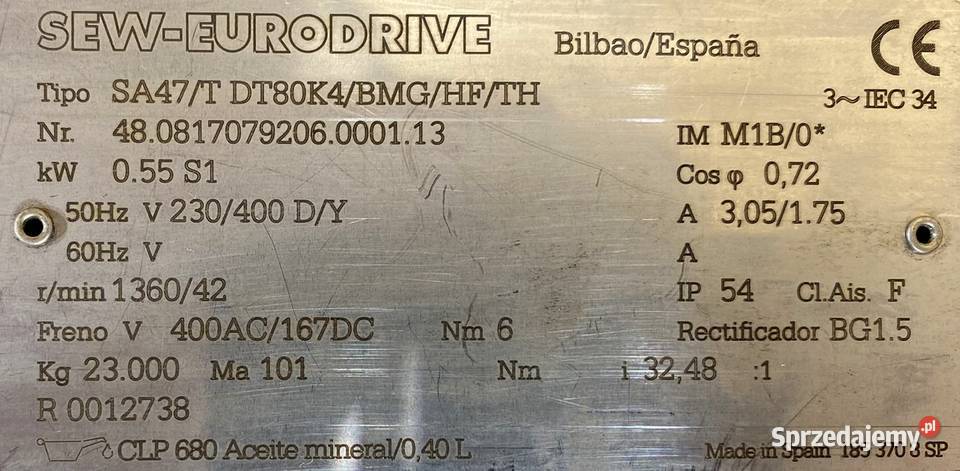 SEW-EURODRIVE Bilbao/España CE
Tipo SA47/T DT80K4/BMG/HF/TH 3~ IEC 34
Nr. 48.0817079206.0001.13 IM M1B/0*
kW 0.55 S1 Cos φ 0,72
50Hz V 230/400 D/Y A 3,05/1.75
60Hz V A
r/min 1360/42 IP 54 Cl.Ais. F
Freno V 400AC/167DC Nm 6 Rectificador BG1.5
Kg 23.000 Ma 101 Nm i 32,48 :1
R 0012738
CLP 680 Aceite mineral/0,40 L Made in Spain 370 3 SP
Sprzedajemy.pl